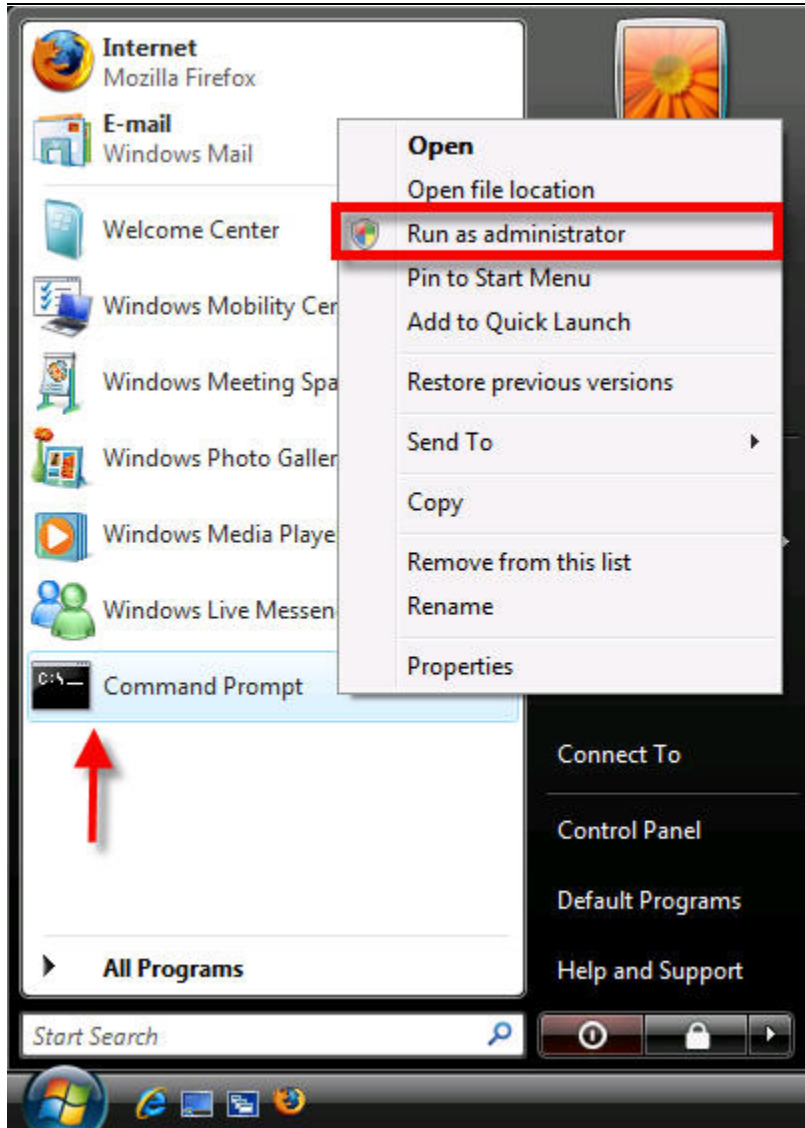 Internet
Mozilla Firefox
E-mail
Windows Mail
Welcome Center
Windows Mobility Cer
Windows Meeting Spa
Windows Photo Galler
Windows Media Playe
Windows Live Messen
C:\
Command Prompt
All Programs
Start Search
Open
Open file location
Run as administrator
Pin to Start Menu
Add to Quick Launch
Restore previous versions
Send To
Copy
Remove from this list
Rename
Properties
Connect To
Control Panel
Default Programs
Help and Support